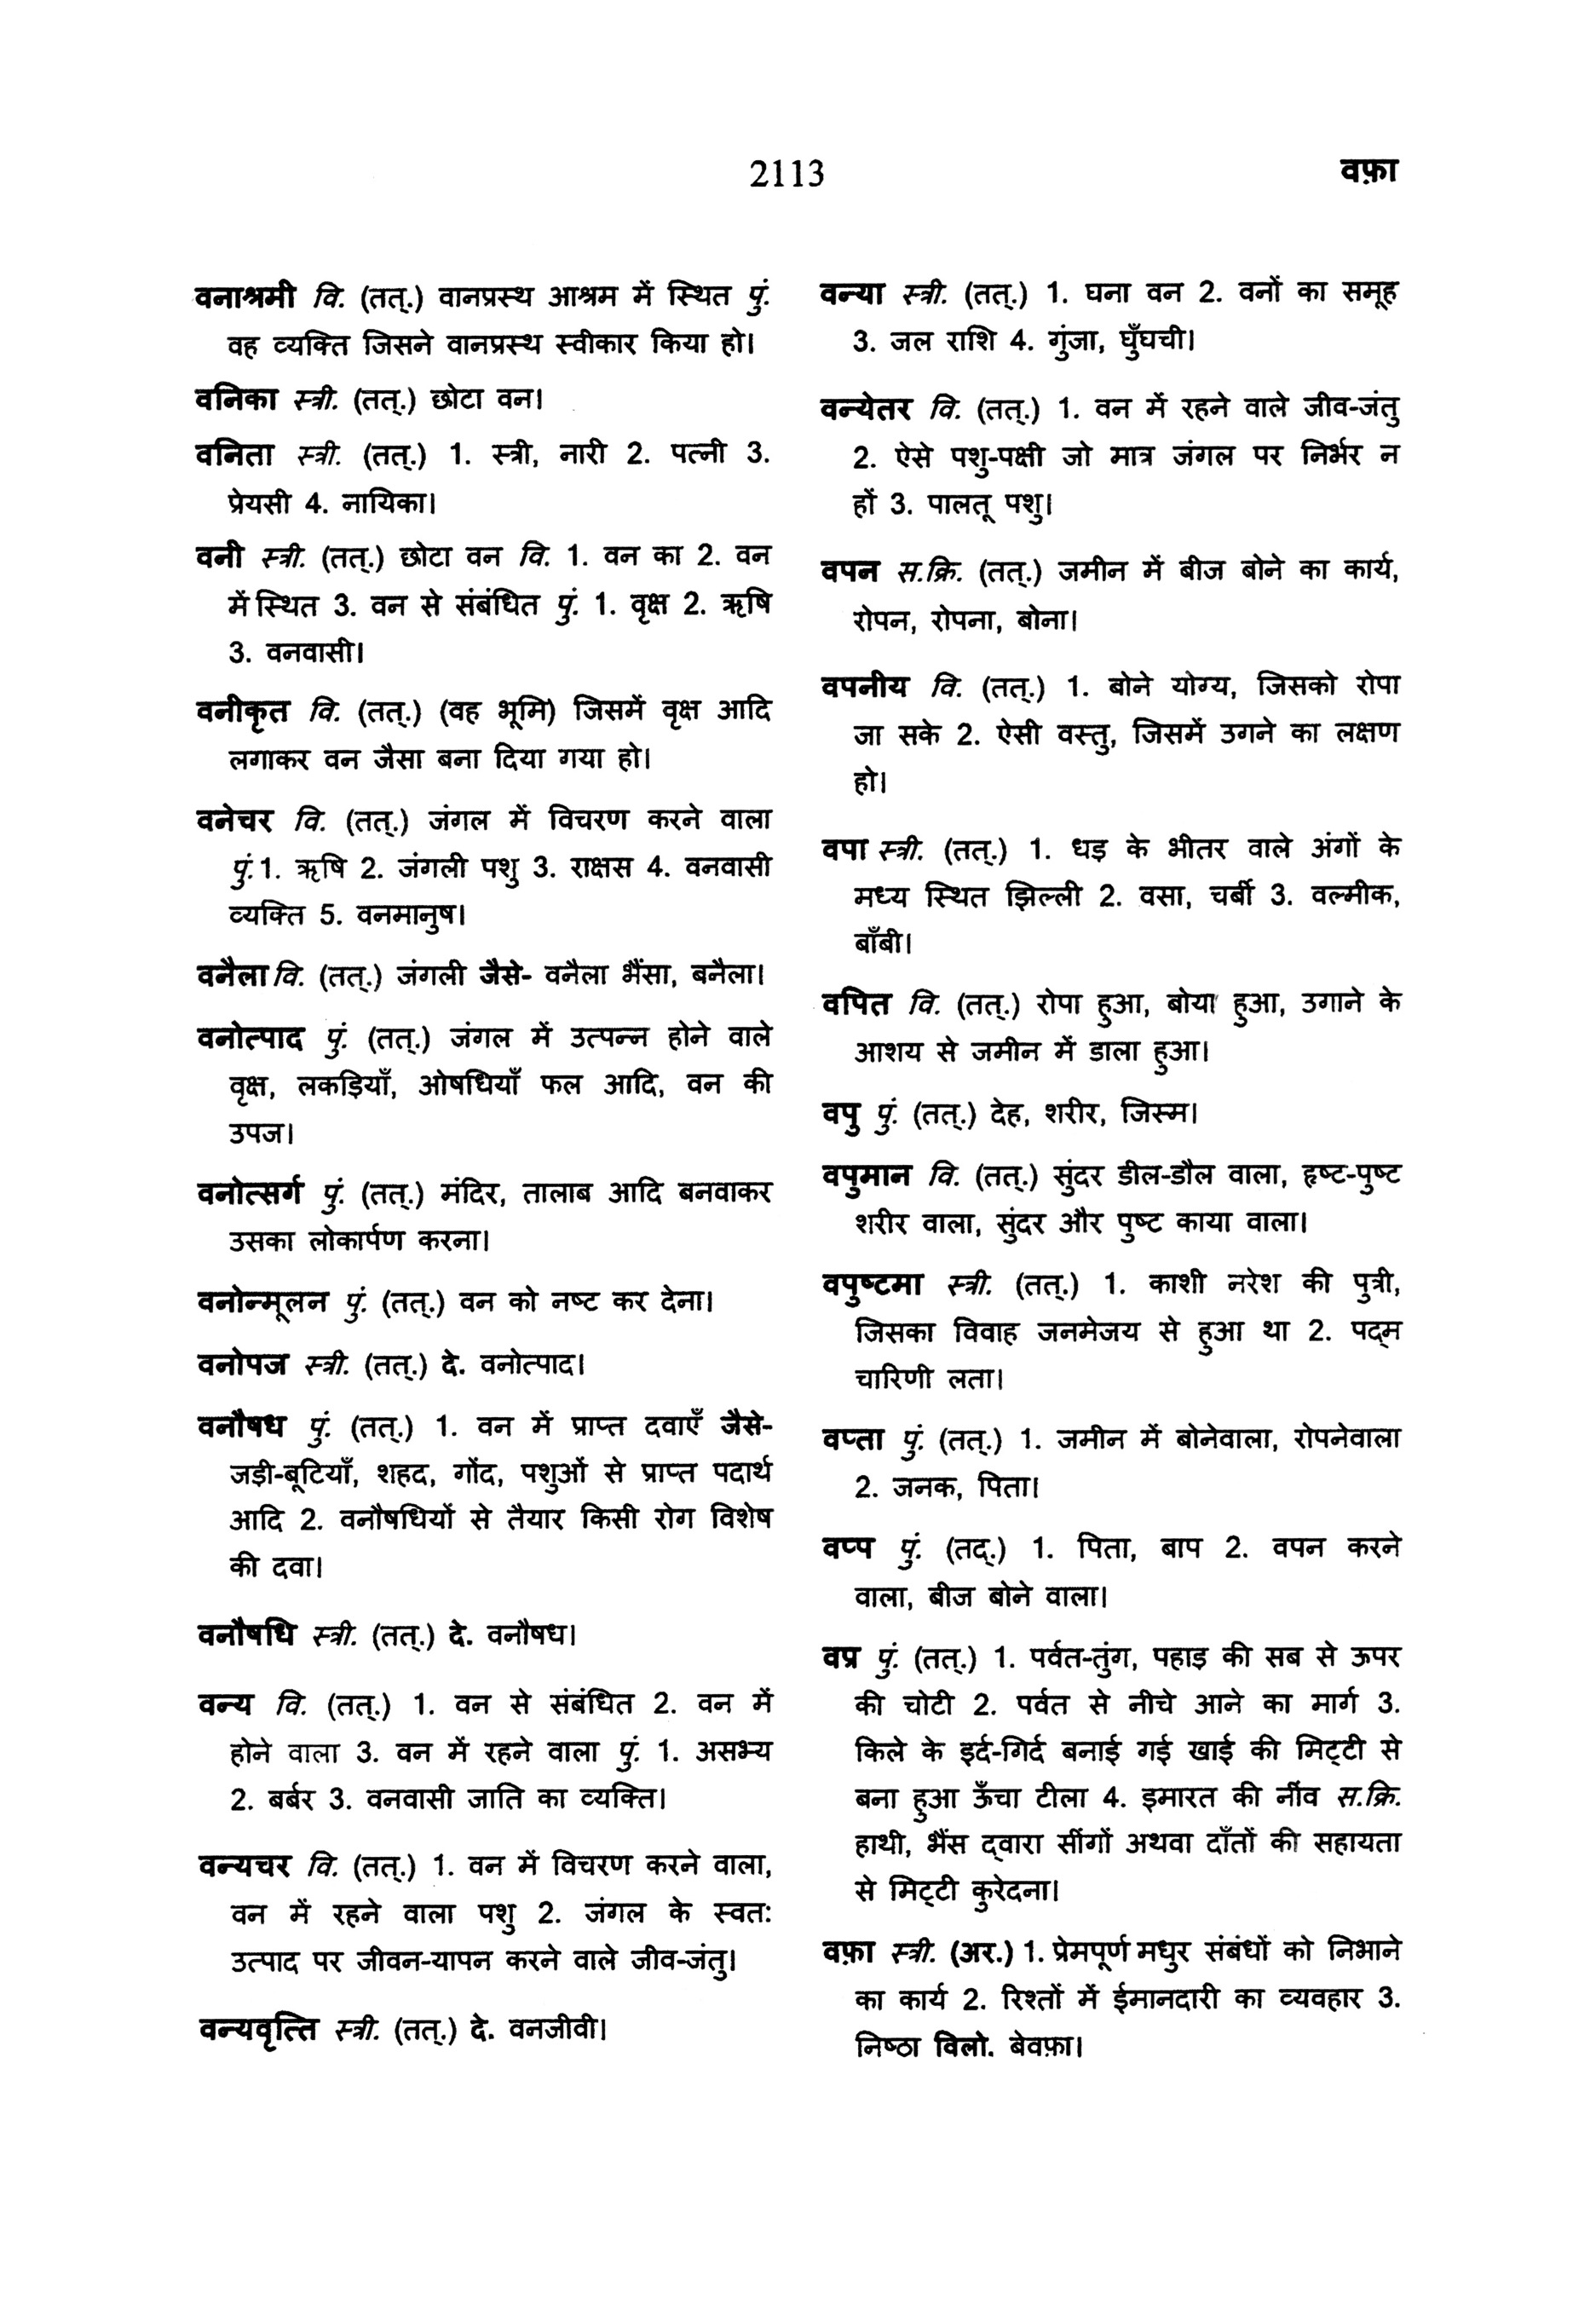 2113
वफ़ा
वनाश्रमी वि. (तत्.) वानप्रस्थ आश्रम में स्थित पुं.
वह व्यक्ति जिसने वानप्रस्थ स्वीकार किया हो।
वनिका स्त्री. (तत्.) छोटा वन।
वनिता स्त्री. (तत्.) 1. स्त्री, नारी 2. पत्नी 3.
प्रेयसी 4. नायिका।
वनी स्त्री. (तत्.) छोटा वन वि. 1. वन का 2. वन
में स्थित 3. वन से संबंधित पुं. 1. वृक्ष 2. ऋषि
3. वनवासी।
वनीकृत वि. (तत्.) (वह भूमि) जिसमें वृक्ष आदि
लगाकर वन जैसा बना दिया गया हो।
वनेचर वि. (तत्.) जंगल में विचरण करने वाला
पुं. 1. ऋषि 2. जंगली पशु 3. राक्षस 4. वनवासी
व्यक्ति 5. वनमानुष।
वनैला वि. (तत्.) जंगली जैसे- वनैला भैंसा, बनैला।
वनोत्पाद पुं. (तत्.) जंगल में उत्पन्न होने वाले
वृक्ष, लकड़ियाँ, ओषधियाँ फल आदि, वन की
उपज।
वनोत्सर्ग पुं. (तत्.) मंदिर, तालाब आदि बनवाकर
उसका लोकार्पण करना।
वनोन्मूलन पुं. (तत्.) वन को नष्ट कर देना।
वनोपज स्त्री. (तत्.) दे. वनोत्पाद।
वनौषध पुं. (तत्.) 1. वन में प्राप्त दवाएँ जैसे-
जड़ी-बूटियाँ, शहद, गोंद, पशुओं से प्राप्त पदार्थ
आदि 2. वनौषधियों से तैयार किसी रोग विशेष
की दवा।
वनौषधि स्त्री. (तत्.) दे. वनौषध।
वन्य वि. (तत्.) 1. वन से संबंधित 2. वन में
होने वाला 3. वन में रहने वाला पुं. 1. असभ्य
2. बर्बर 3. वनवासी जाति का व्यक्ति।
वन्यचर वि. (तत्.) 1. वन में विचरण करने वाला,
वन में रहने वाला पशु 2. जंगल के स्वत:
उत्पाद पर जीवन-यापन करने वाले जीव-जंतु।
वन्यवृत्ति स्त्री. (तत्.) दे. वनजीवी।
वन्या स्त्री. (तत्.) 1. घना वन 2. वनों का समूह
3. जल राशि 4. गुंजा, घुँघची।
वन्येतर वि. (तत्.) 1. वन में रहने वाले जीव-जंतु
2. ऐसे पशु-पक्षी जो मात्र जंगल पर निर्भर न
हों 3. पालतू पशु।
वपन स.क्रि. (तत्.) जमीन में बीज बोने का कार्य,
रोपन, रोपना, बोना।
वपनीय वि. (तत्.) 1. बोने योग्य, जिसको रोपा
जा सके 2. ऐसी वस्तु, जिसमें उगने का लक्षण
हो।
वपा स्त्री. (तत्.) 1. धड़ के भीतर वाले अंगों के
मध्य स्थित झिल्ली 2. वसा, चर्बी 3. वल्मीक,
बाँबी।
वपित वि. (तत्.) रोपा हुआ, बोया हुआ, उगाने के
आशय से जमीन में डाला हुआ।
वपु पुं. (तत्.) देह, शरीर, जिस्म।
वपुमान वि. (तत्.) सुंदर डील-डौल वाला, हृष्ट-पुष्ट
शरीर वाला, सुंदर और पुष्ट काया वाला।
वपुष्टमा स्त्री. (तत्.) 1. काशी नरेश की पुत्री,
जिसका विवाह जनमेजय से हुआ था 2. पद्म
चारिणी लता।
वप्ता पुं. (तत्.) 1. जमीन में बोनेवाला, रोपनेवाला
2. जनक, पिता।
वप्प पुं. (तद्.) 1. पिता, बाप 2. वपन करने
वाला, बीज बोने वाला।
वप्र पुं. (तत्.) 1. पर्वत-तुंग, पहाड़ की सब से ऊपर
की चोटी 2. पर्वत से नीचे आने का मार्ग 3.
किले के इर्द-गिर्द बनाई गई खाई की मिट्टी से
बना हुआ ऊँचा टीला 4. इमारत की नींव स.क्रि.
हाथी, भैंस द्वारा सींगों अथवा दाँतों की सहायता
से मिट्टी कुरेदना।
वफ़ा स्त्री. (अर.) 1. प्रेमपूर्ण मधुर संबंधों को निभाने
का कार्य 2. रिश्तों में ईमानदारी का व्यवहार 3.
निष्ठा विलो. बेवफ़ा।